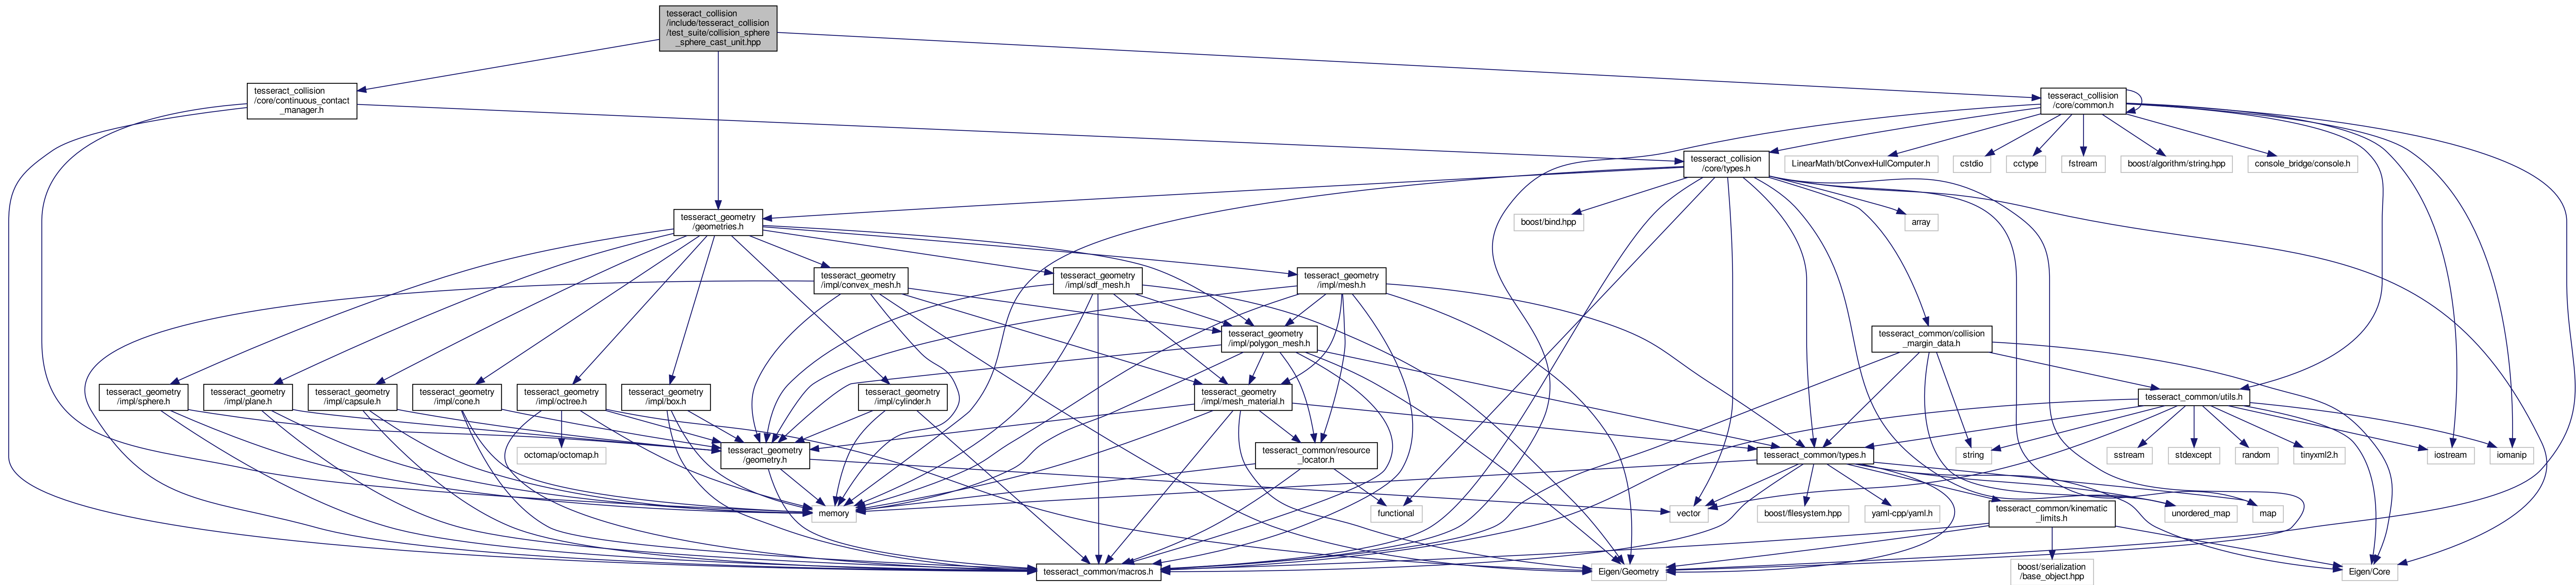 tesseract_collision
/include/tesseract_collision
/test_suite/collision_sphere
_sphere_cast_unit.hpp
tesseract_collision
/core/continuous_contact
_manager.h
tesseract_collision
/core/common.h
tesseract_collision
/core/types.h
LinearMath/btConvexHullComputer.h
cstdio
cctype
fstream
boost/algorithm/string.hpp
console_bridge/console.h
tesseract_geometry
/geometries.h
boost/bind.hpp
array
tesseract_geometry
/impl/convex_mesh.h
tesseract_geometry
/impl/sdf_mesh.h
tesseract_geometry
/impl/mesh.h
tesseract_geometry
/impl/polygon_mesh.h
tesseract_common/collision
_margin_data.h
tesseract_geometry
/impl/sphere.h
tesseract_geometry
/impl/plane.h
tesseract_geometry
/impl/capsule.h
tesseract_geometry
/impl/cone.h
tesseract_geometry
/impl/octree.h
tesseract_geometry
/impl/box.h
tesseract_geometry
/impl/cylinder.h
tesseract_geometry
/impl/mesh_material.h
tesseract_common/utils.h
octomap/octomap.h
tesseract_geometry
/geometry.h
tesseract_common/resource
_locator.h
tesseract_common/types.h
string
sstream
stdexcept
random
tinyxml2.h
iostream
iomanip
memory
functional
vector
boost/filesystem.hpp
yaml-cpp/yaml.h
tesseract_common/kinematic
_limits.h
unordered_map
map
tesseract_common/macros.h
Eigen/Geometry
boost/serialization
/base_object.hpp
Eigen/Core